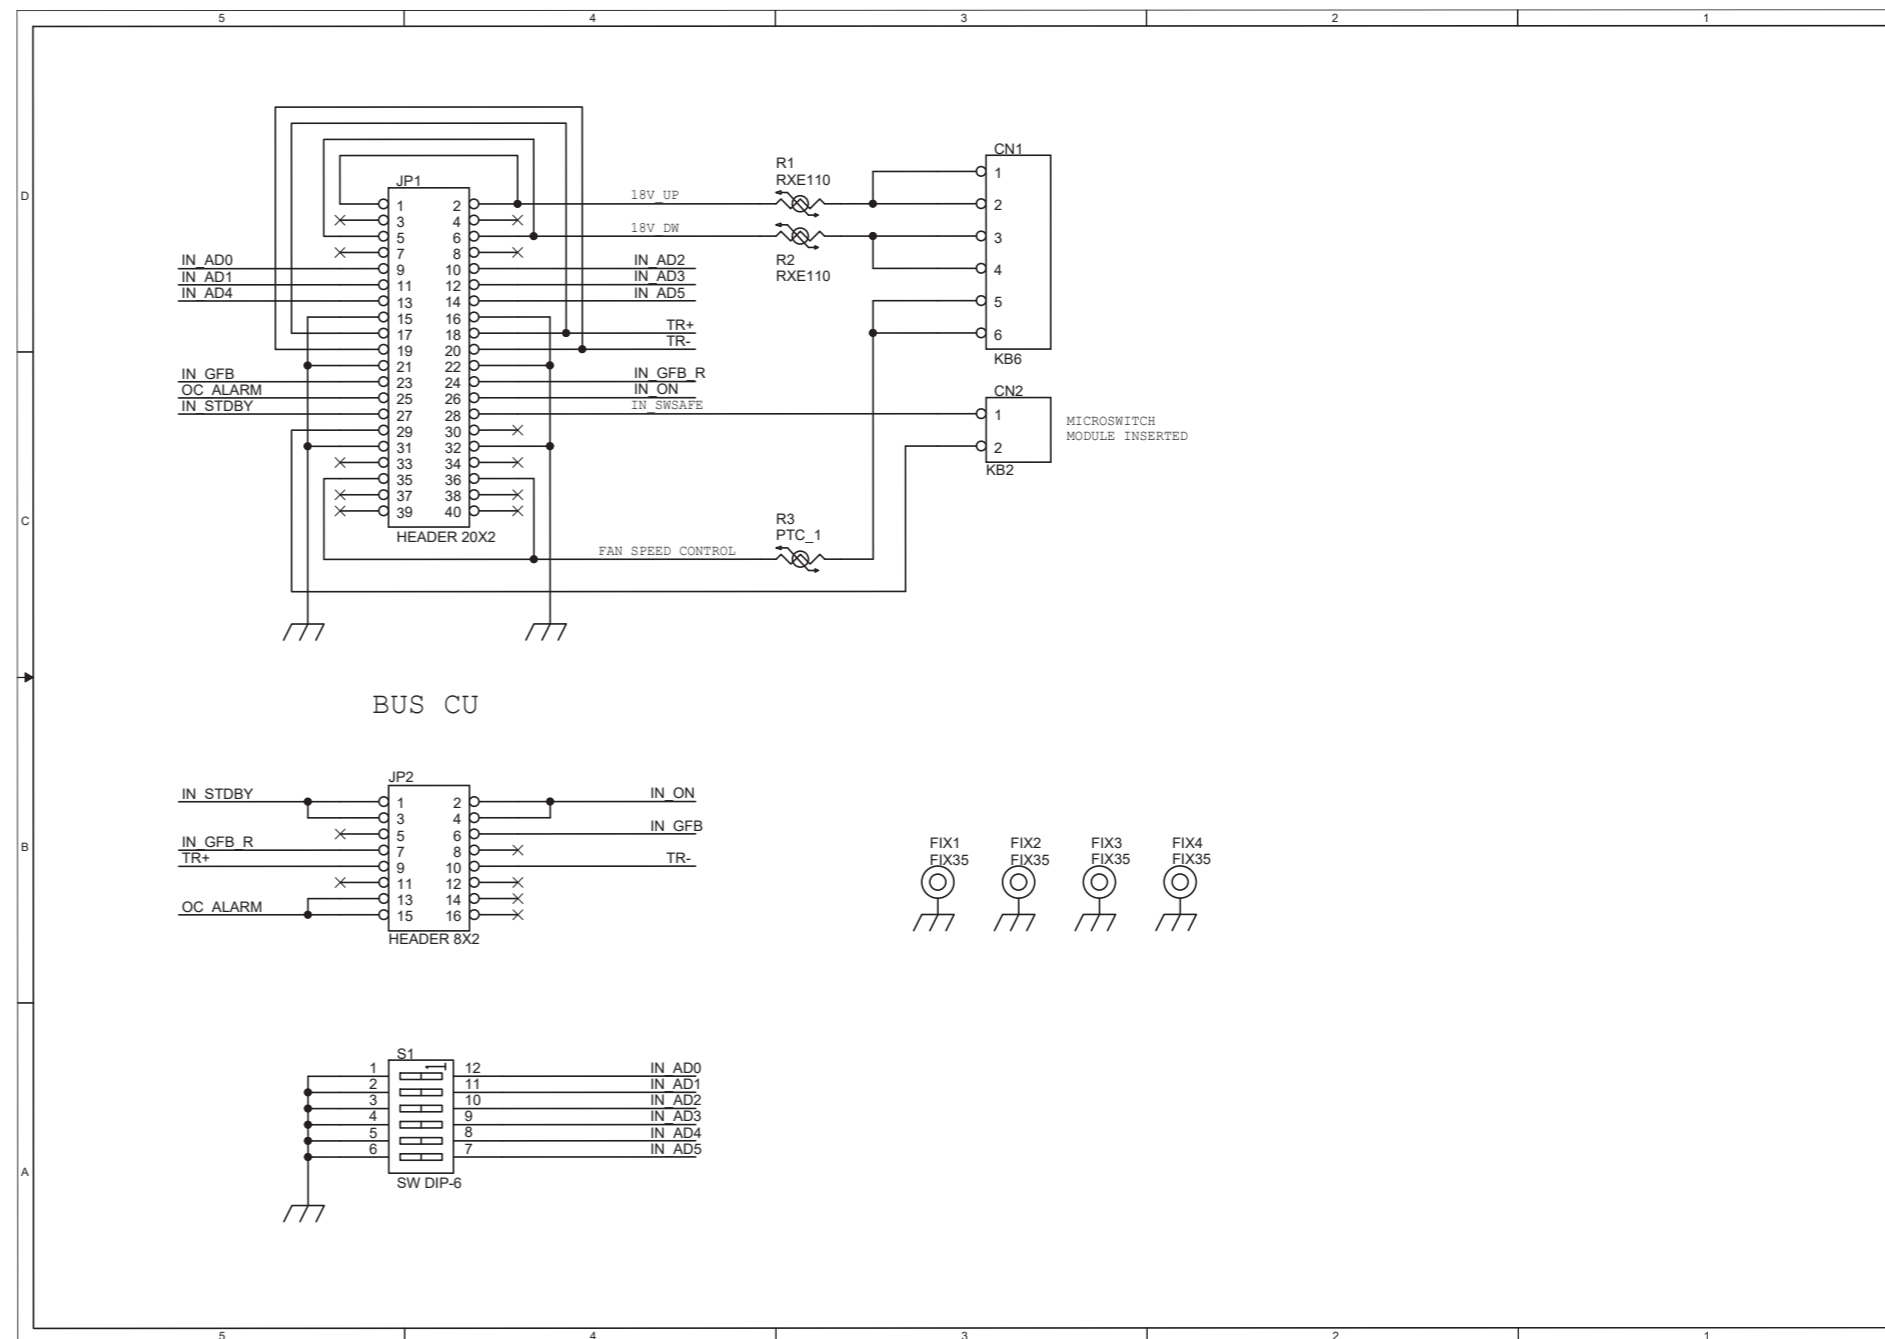 5 4 3 2 1
D
C
B
A
JP1
1 2
3 4
5 6
7 8
9 10
11 12
13 14
15 16
17 18
19 20
21 22
23 24
25 26
27 28
29 30
31 32
33 34
35 36
37 38
39 40
HEADER 20X2
IN_AD0
IN_AD1
IN_AD4
IN_GFB
OC_ALARM
IN_STDBY
18V_UP
18V_DW
IN_AD2
IN_AD3
IN_AD5
TR+
TR-
IN_GFB_R
IN_ON
IN_SWSAFE
FAN SPEED CONTROL
R1
RXE110
R2
RXE110
R3
PTC_1
CN1
1
2
3
4
5
6
KB6
CN2
1
2
KB2
MICROSWITCH
MODULE INSERTED
BUS CU
JP2
1 2
3 4
5 6
7 8
9 10
11 12
13 14
15 16
HEADER 8X2
IN_STDBY
IN_GFB_R
TR+
OC_ALARM
IN_ON
IN_GFB
TR-
FIX1
FIX35
FIX2
FIX35
FIX3
FIX35
FIX4
FIX35
S1
1 12 IN_AD0
2 11 IN_AD1
3 10 IN_AD2
4 9 IN_AD3
5 8 IN_AD4
6 7 IN_AD5
SW DIP-6
5 4 3 2 1